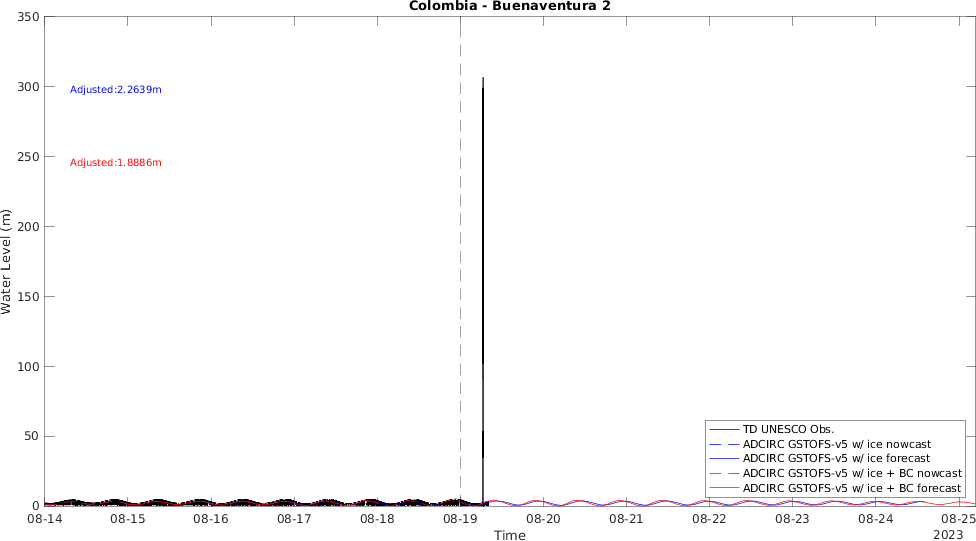 Colombia - Buenaventura 2
350
300
250
200
150
100
50
0
Water Level (m)
Adjusted:2.2639m
Adjusted:1.8886m
TD UNESCO Obs.
ADCIRC GSTOFS-v5 w/ ice nowcast
ADCIRC GSTOFS-v5 w/ ice forecast
ADCIRC GSTOFS-v5 w/ ice + BC nowcast
ADCIRC GSTOFS-v5 w/ ice + BC forecast
08-14 08-15 08-16 08-17 08-18 08-19 08-20 08-21 08-22 08-23 08-24 08-25
Time
2023